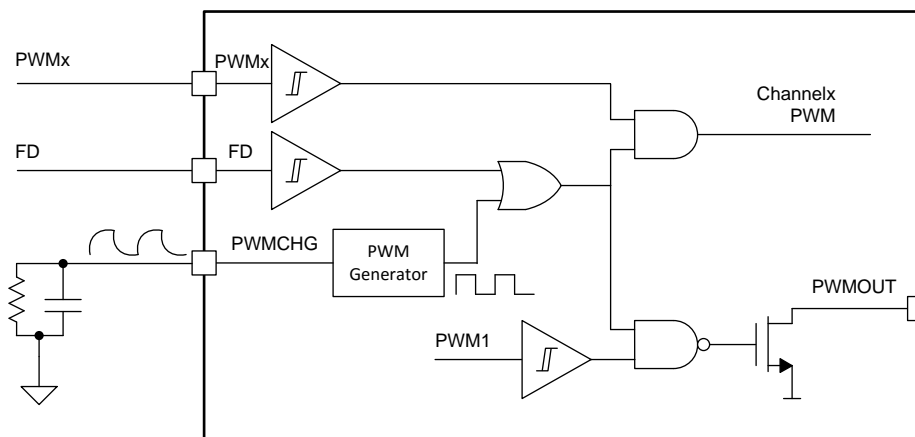 PWMx
PWMx
Channelx
PWM
FD
FD
PWMCHG
PWM
Generator
PWMOUT
PWM1